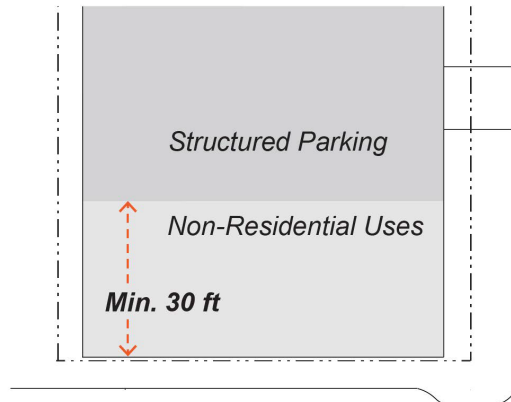 Structured Parking
Non-Residential Uses
Min. 30 ft